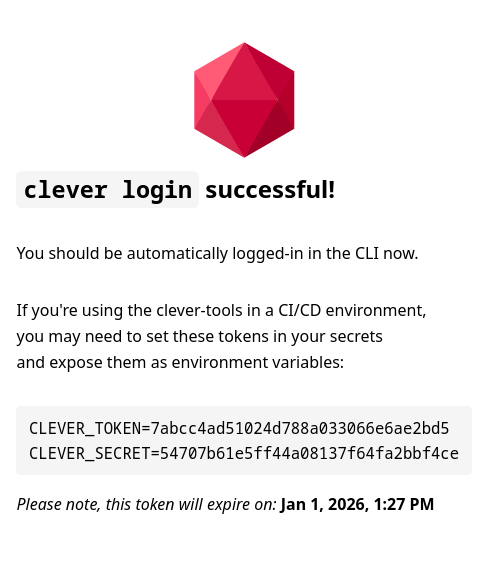 clever login successful!
You should be automatically logged-in in the CLI now.
If you're using the clever-tools in a CI/CD environment,
you may need to set these tokens in your secrets
and expose them as environment variables:
CLEVER_TOKEN=7abcc4ad51024d788a033066e6ae2bd5
CLEVER_SECRET=54707b61e5ff44a08137f64fa2bbf4ce
Please note, this token will expire on: Jan 1, 2026, 1:27 PM